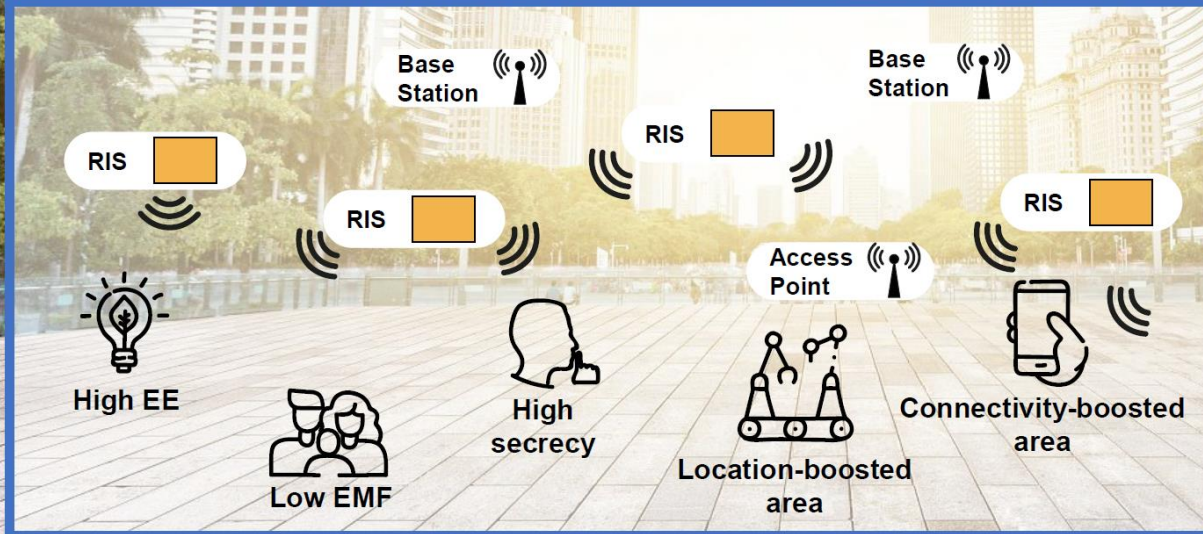 Base
Station
Base
Station
RIS
RIS
RIS
RIS
Access
Point
High EE
High
secrecy
Low EMF
Location-boosted
area
Connectivity-boosted
area